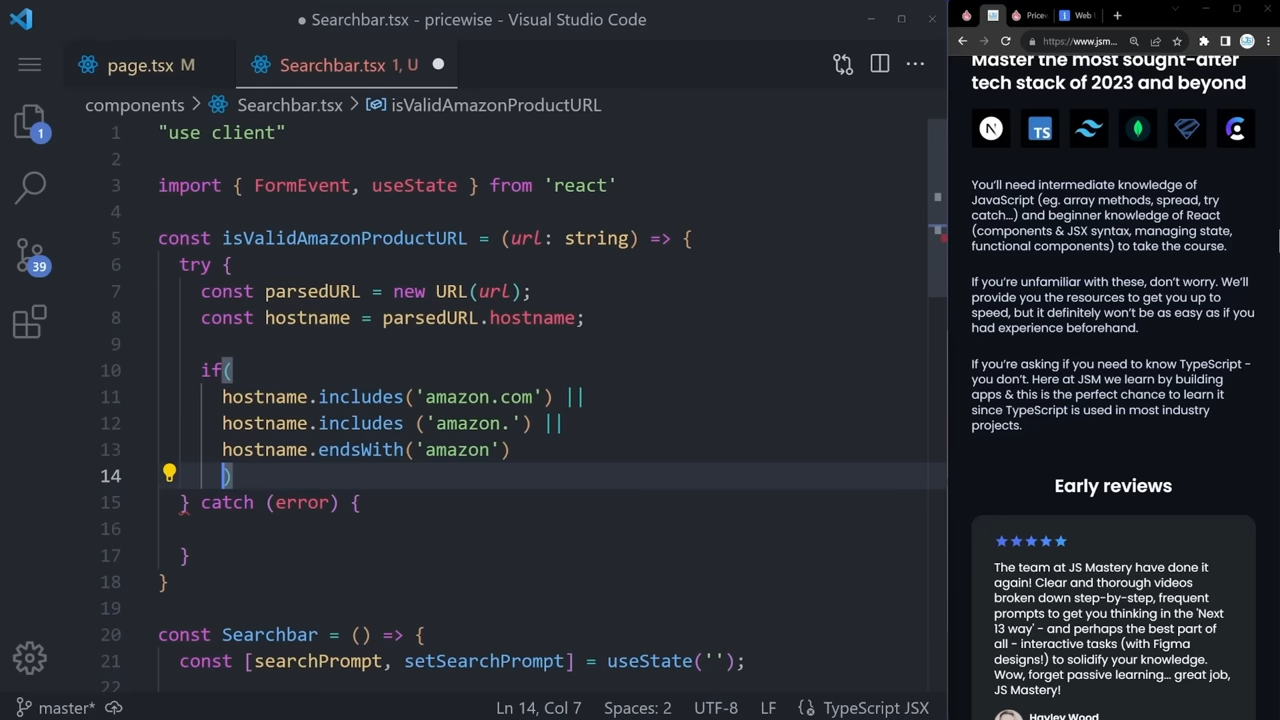 Searchbar.tsx - pricewise - Visual Studio Code
page.tsx M
Searchbar.tsx 1, U
components > Searchbar.tsx > isValidAmazonProductURL
1 "use client"
2
3 import { FormEvent, useState } from 'react'
4
5 const isValidAmazonProductURL = (url: string) => {
6 try {
7 const parsedURL = new URL(url);
8 const hostname = parsedURL.hostname;
9
10 if(
11 hostname.includes('amazon.com') ||
12 hostname.includes ('amazon.') ||
13 hostname.endsWith('amazon')
14 )
15 } catch (error) {
16
17 }
18 }
19
20 const Searchbar = () => {
21 const [searchPrompt, setSearchPrompt] = useState('');
22
1
39
master*
Ln 14, Col 7 Spaces: 2 UTF-8 LF TypeScript JSX
Pricew
Web
https://www.jsm...
Master the most sought-after
tech stack of 2023 and beyond
N
TS
You'll need intermediate knowledge of
JavaScript (eg. array methods, spread, try
catch...) and beginner knowledge of React
(components & JSX syntax, managing state,
functional components) to take the course.
If you're unfamiliar with these, don't worry. We'll
provide you the resources to get you up to
speed, but it definitely won't be as easy as if you
had experience beforehand.
If you're asking if you need to know TypeScript -
you don't. Here at JSM we learn by building
apps & this is the perfect chance to learn it
since TypeScript is used in most industry
projects.
Early reviews
The team at JS Mastery have done it
again! Clear and thorough videos
broken down step-by-step, frequent
prompts to get you thinking in the 'Next
13 way' - and perhaps the best part of
all - interactive tasks (with Figma
designs!) to solidify your knowledge.
Wow, forget passive learning... great job,
JS Mastery!
Hayley Wood